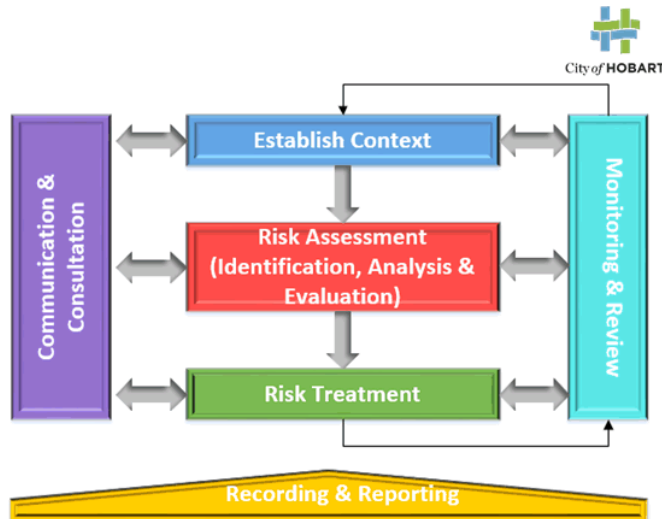 City of HOBART
Establish Context
Communication &
Consultation
Risk Assessment
(Identification, Analysis &
Evaluation)
Monitoring & Review
Risk Treatment
Recording & Reporting